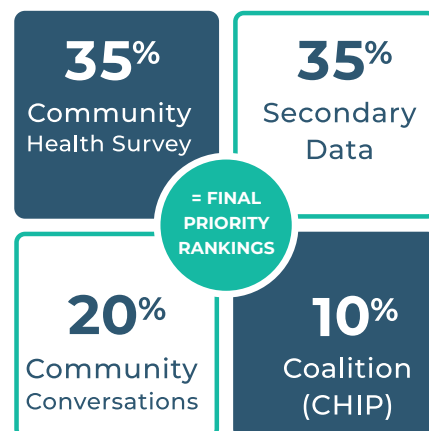 35%
Community
Health Survey
35%
Secondary
Data
= FINAL
PRIORITY
RANKINGS
20%
Community
Conversations
10%
Coalition
(CHIP)